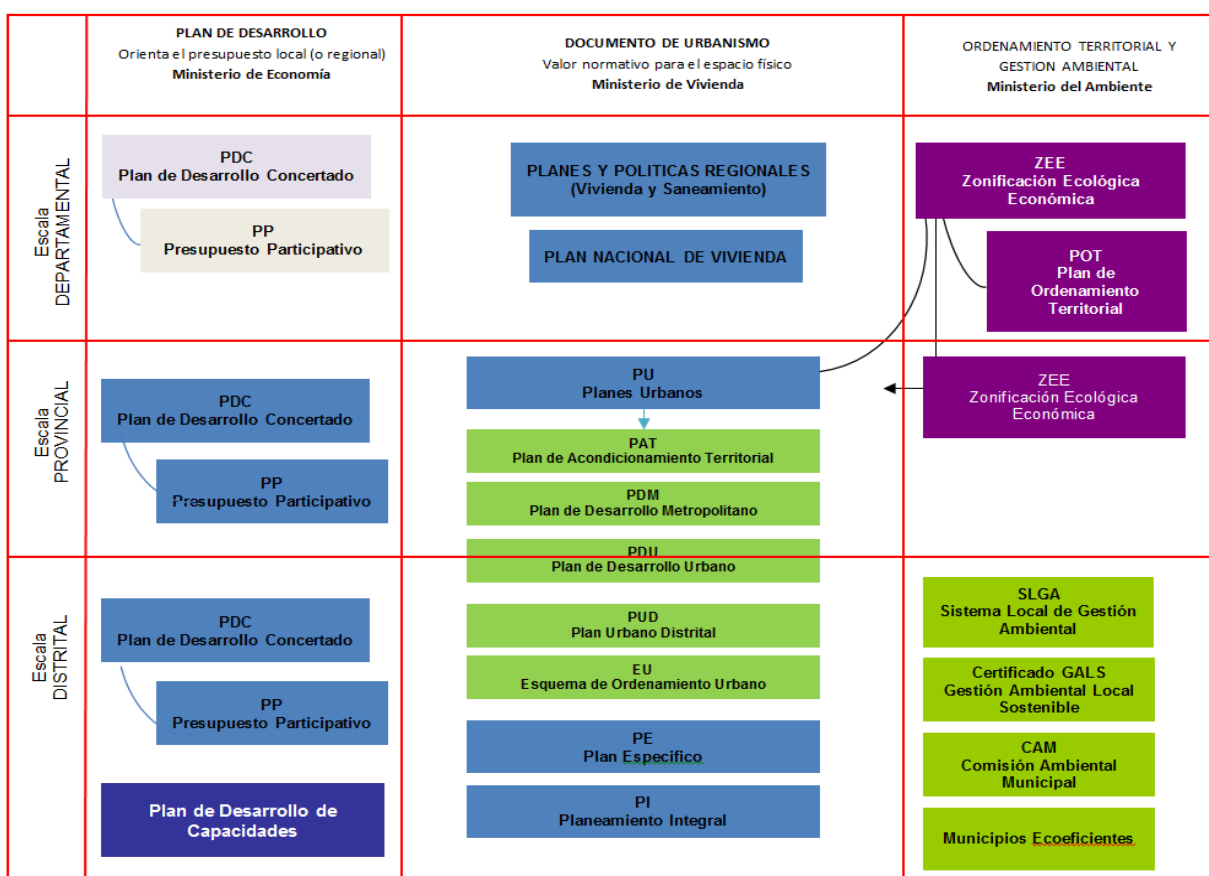 PLAN DE DESARROLLO
Orienta el presupuesto local (o regional)
Ministerio de Economía
DOCUMENTO DE URBANISMO
Valor normativo para el espacio físico
Ministerio de Vivienda
ORDENAMIENTO TERRITORIAL Y
GESTION AMBIENTAL
Ministerio del Ambiente
Escala
DEPARTAMENTAL
PDC
Plan de Desarrollo Concertado
PP
Presupuesto Participativo
PLANES Y POLITICAS REGIONALES
(Vivienda y Saneamiento)
PLAN NACIONAL DE VIVIENDA
ZEE
Zonificación Ecológica
Económica
POT
Plan de
Ordenamiento
Territorial
Escala
PROVINCIAL
PDC
Plan de Desarrollo Concertado
PP
Presupuesto Participativo
PU
Planes Urbanos
PAT
Plan de Acondicionamiento Territorial
PDM
Plan de Desarrollo Metropolitano
PDU
Plan de Desarrollo Urbano
ZEE
Zonificación Ecológica
Económica
Escala
DISTRITAL
PDC
Plan de Desarrollo Concertado
PP
Presupuesto Participativo
Plan de Desarrollo de
Capacidades
PUD
Plan Urbano Distrital
EU
Esquema de Ordenamiento Urbano
PE
Plan Especifico
PI
Planeamiento Integral
SLGA
Sistema Local de Gestión
Ambiental
Certificado GALS
Gestión Ambiental Local
Sostenible
CAM
Comisión Ambiental
Municipal
Municipios Ecoeficientes